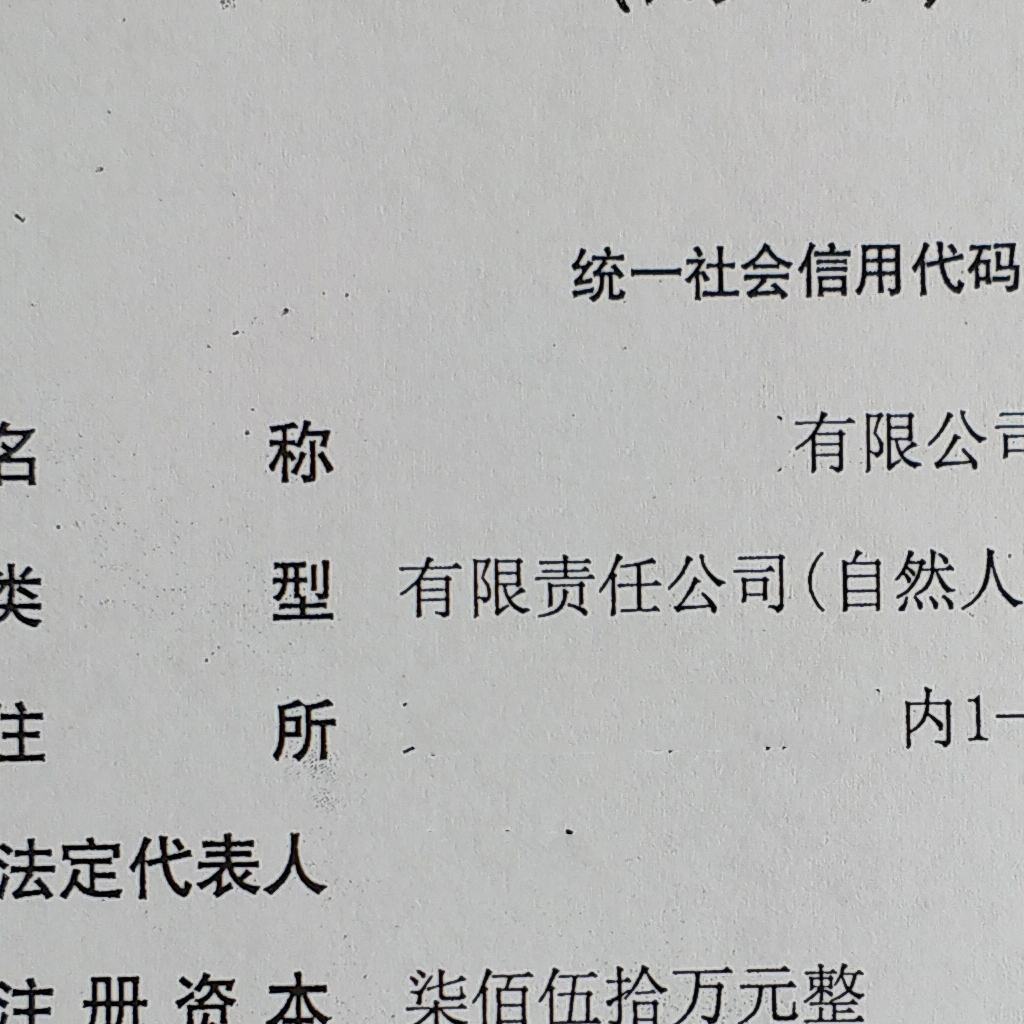 统一社会信用代码
名 称 有限公司
类 型 有限责任公司(自然人
住 所 内1-
法定代表人
注 册 资 本 柒佰伍拾万元整